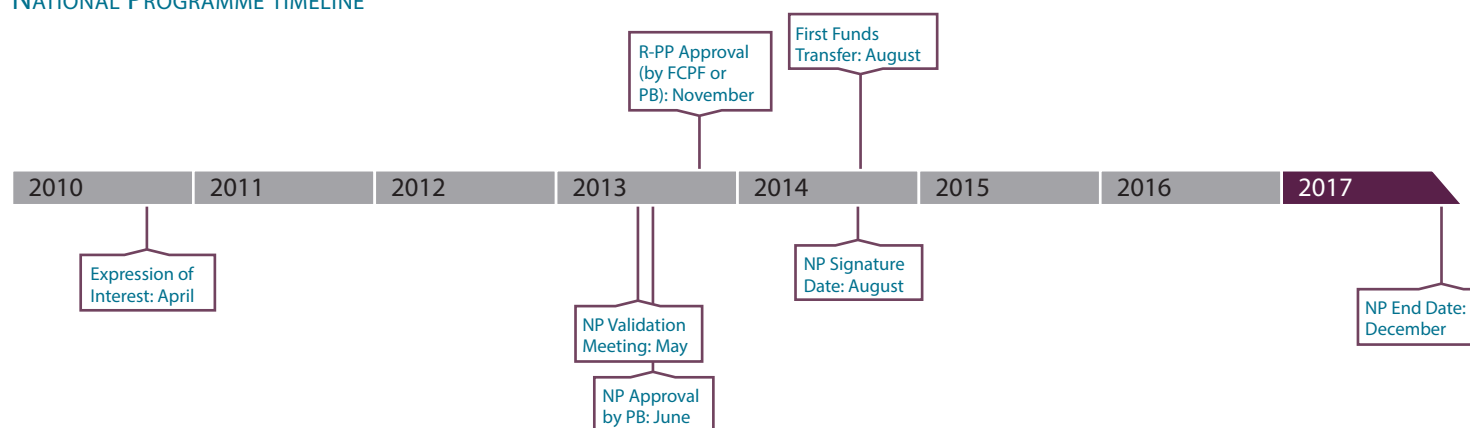 NATIONAL PROGRAMME TIMELINE
R-PP Approval
(by FCPF or
PB): November
First Funds
Transfer: August
2010
2011
2012
2013
2014
2015
2016
2017
Expression of
Interest: April
NP Validation
Meeting: May
NP Approval
by PB: June
NP Signature
Date: August
NP End Date:
December